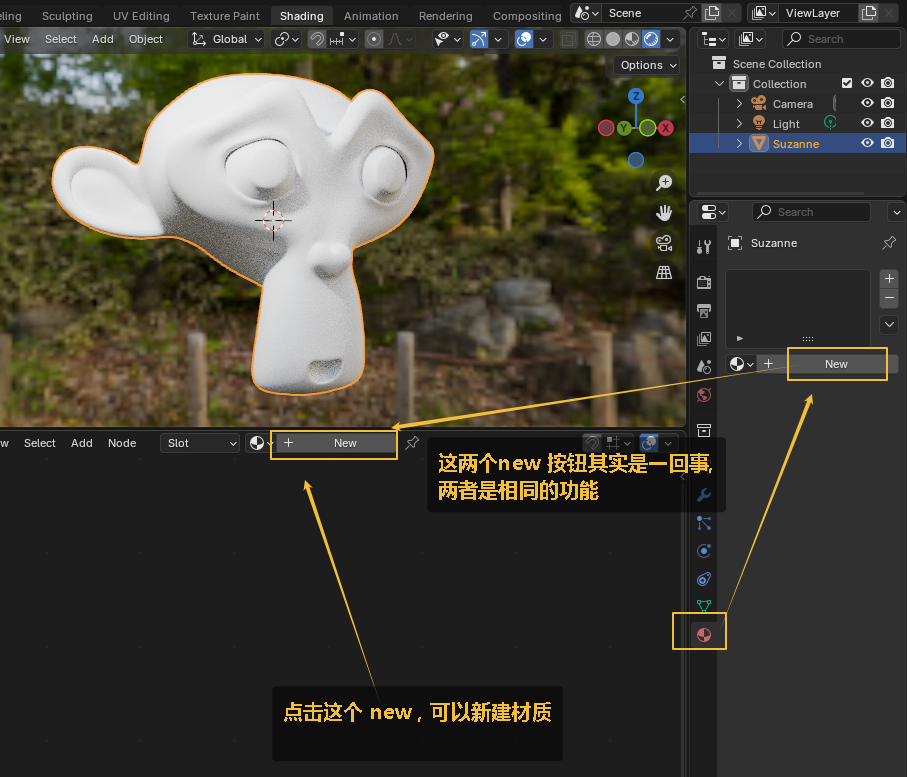 ling Sculpting UV Editing Texture Paint Shading Animation Rendering Compositing Scene ViewLayer
View Select Add Object Global Search
Options
Scene Collection
Collection
Camera
Light
Suzanne
Z
Y X
Search
Suzanne
New
w Select Add Node Slot New
这两个new 按钮其实是一回事,
两者是相同的功能
点击这个 new , 可以新建材质